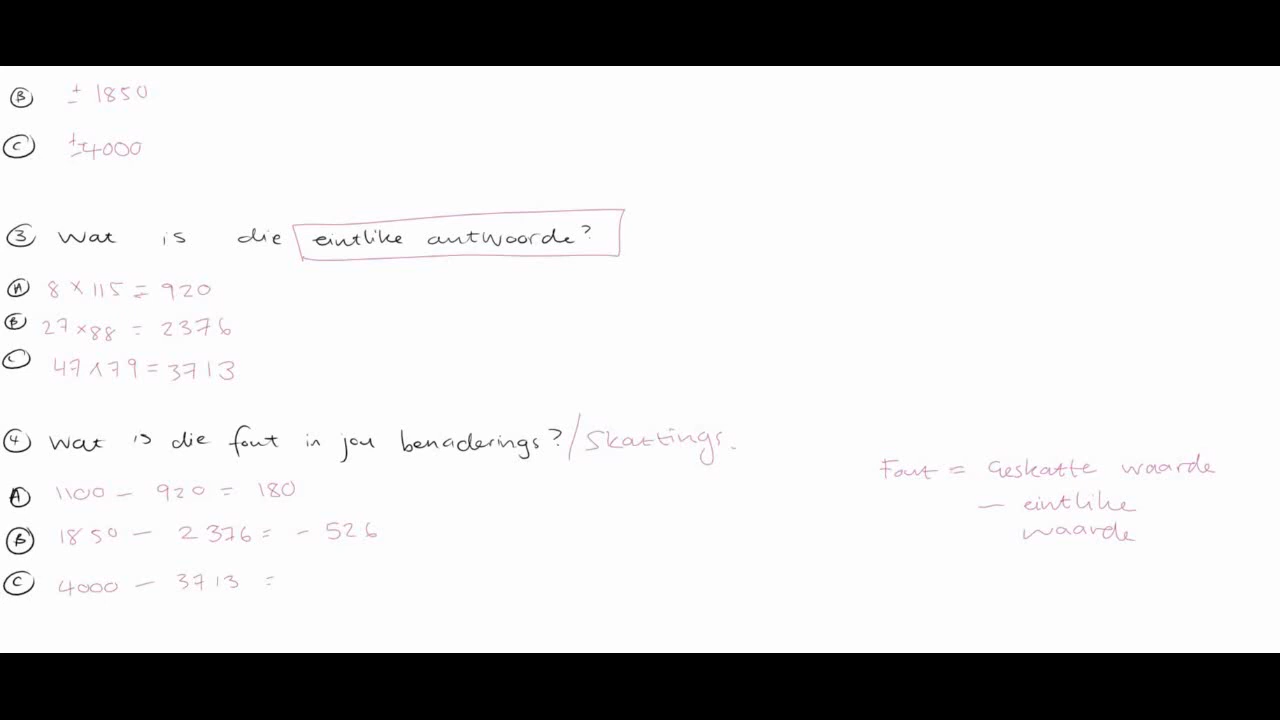 B ± 1850
C ± 4000
3 Wat is die eintlike antwoorde?
A 8 × 115 = 920
B 27 × 88 = 2376
C 47 × 79 = 3713
4 Wat is die fout in jou benaderings? / Skattings.
A 1100 - 920 = 180
B 1850 - 2376 = - 526
C 4000 - 3713 =
Fout = Geskatte waarde
- eintlike
waarde